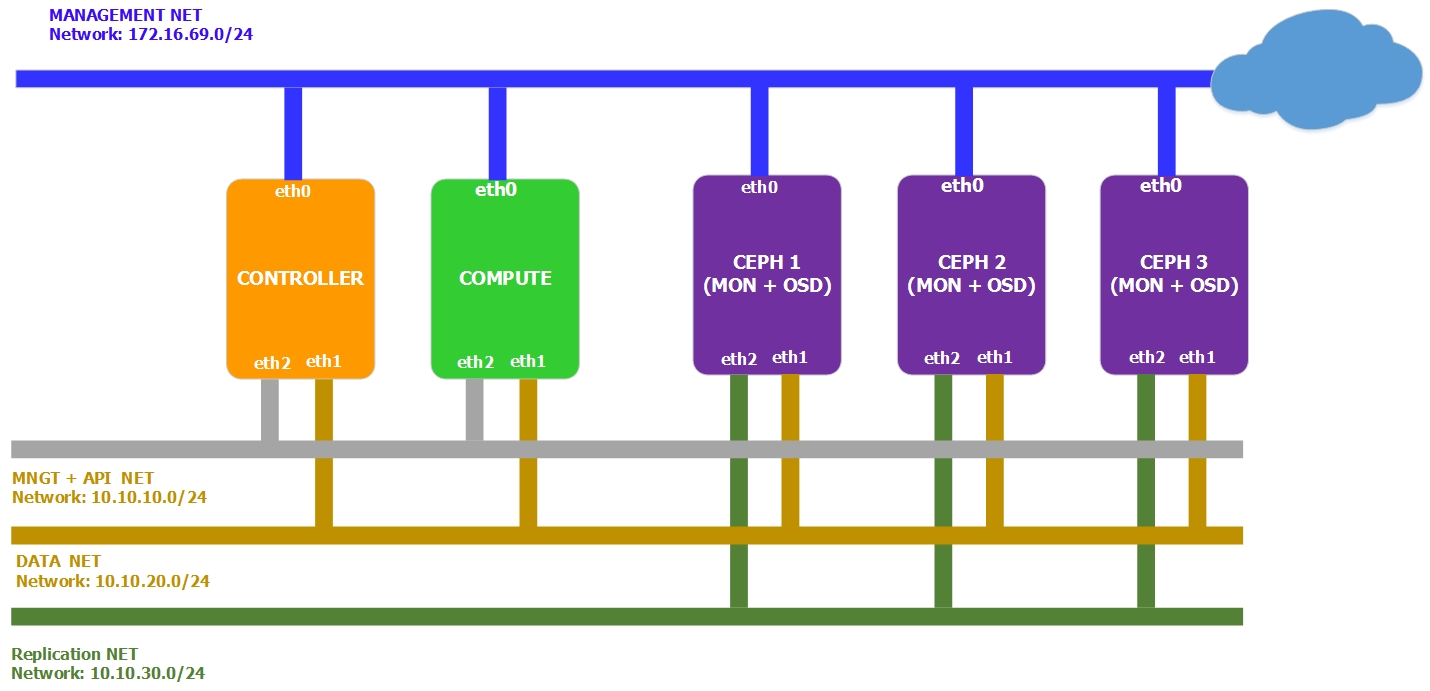 MANAGEMENT NET
Network: 172.16.69.0/24
eth0
eth0
eth0
eth0
eth0
CONTROLLER
COMPUTE
CEPH 1
(MON + OSD)
CEPH 2
(MON + OSD)
CEPH 3
(MON + OSD)
eth2 eth1
eth2 eth1
eth2 eth1
eth2 eth1
eth2 eth1
MNGT + API NET
Network: 10.10.10.0/24
DATA NET
Network: 10.10.20.0/24
Replication NET
Network: 10.10.30.0/24